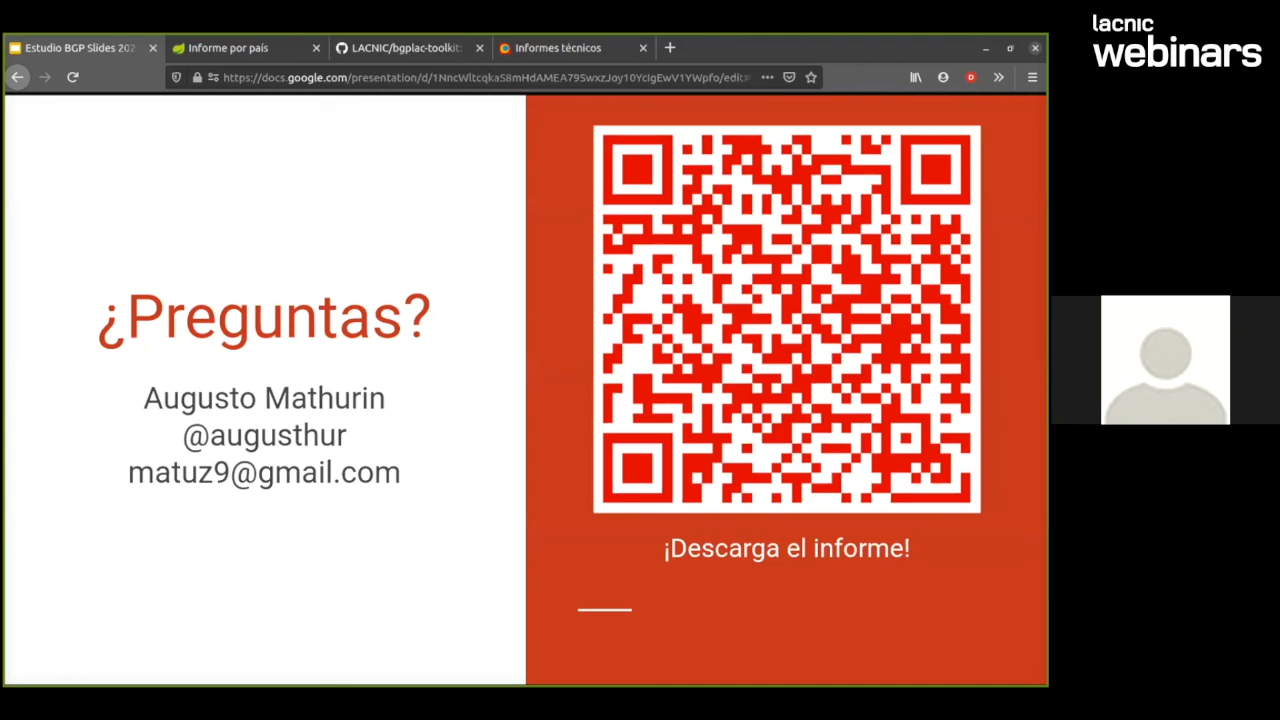 Estudio BGP Slides 202
Informe por país
LACNIC/bgplac-toolkit:
Informes técnicos
lacnic
webinars
¿Preguntas?
Augusto Mathurin
@augusthur
matuz9@gmail.com
¡Descarga el informe!